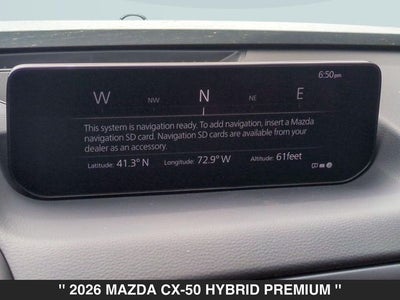 6:50pm
W NW N NE E
This system is navigation ready. To add navigation, insert a Mazda
navigation SD card. Navigation SD cards are available from your
dealer as an accessory.
Latitude: 41.3° N Longitude: 72.9° W Altitude: 61feet
" 2026 MAZDA CX-50 HYBRID PREMIUM "